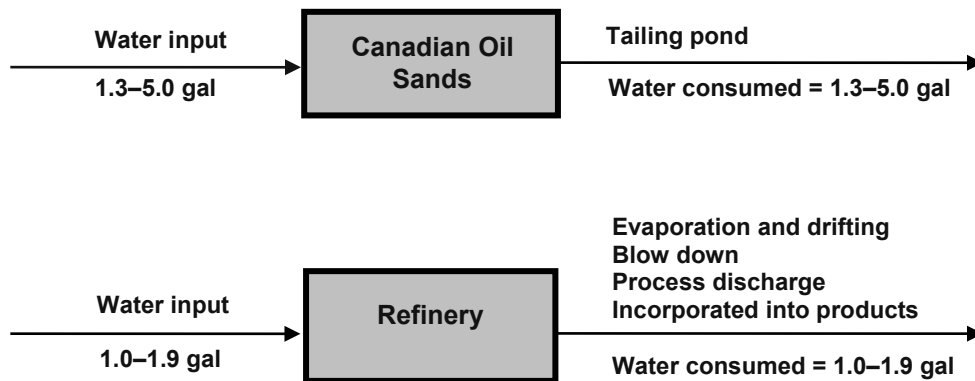 Water input
1.3–5.0 gal
Canadian Oil
Sands
Tailing pond
Water consumed = 1.3–5.0 gal
Water input
1.0–1.9 gal
Refinery
Evaporation and drifting
Blow down
Process discharge
Incorporated into products
Water consumed = 1.0–1.9 gal